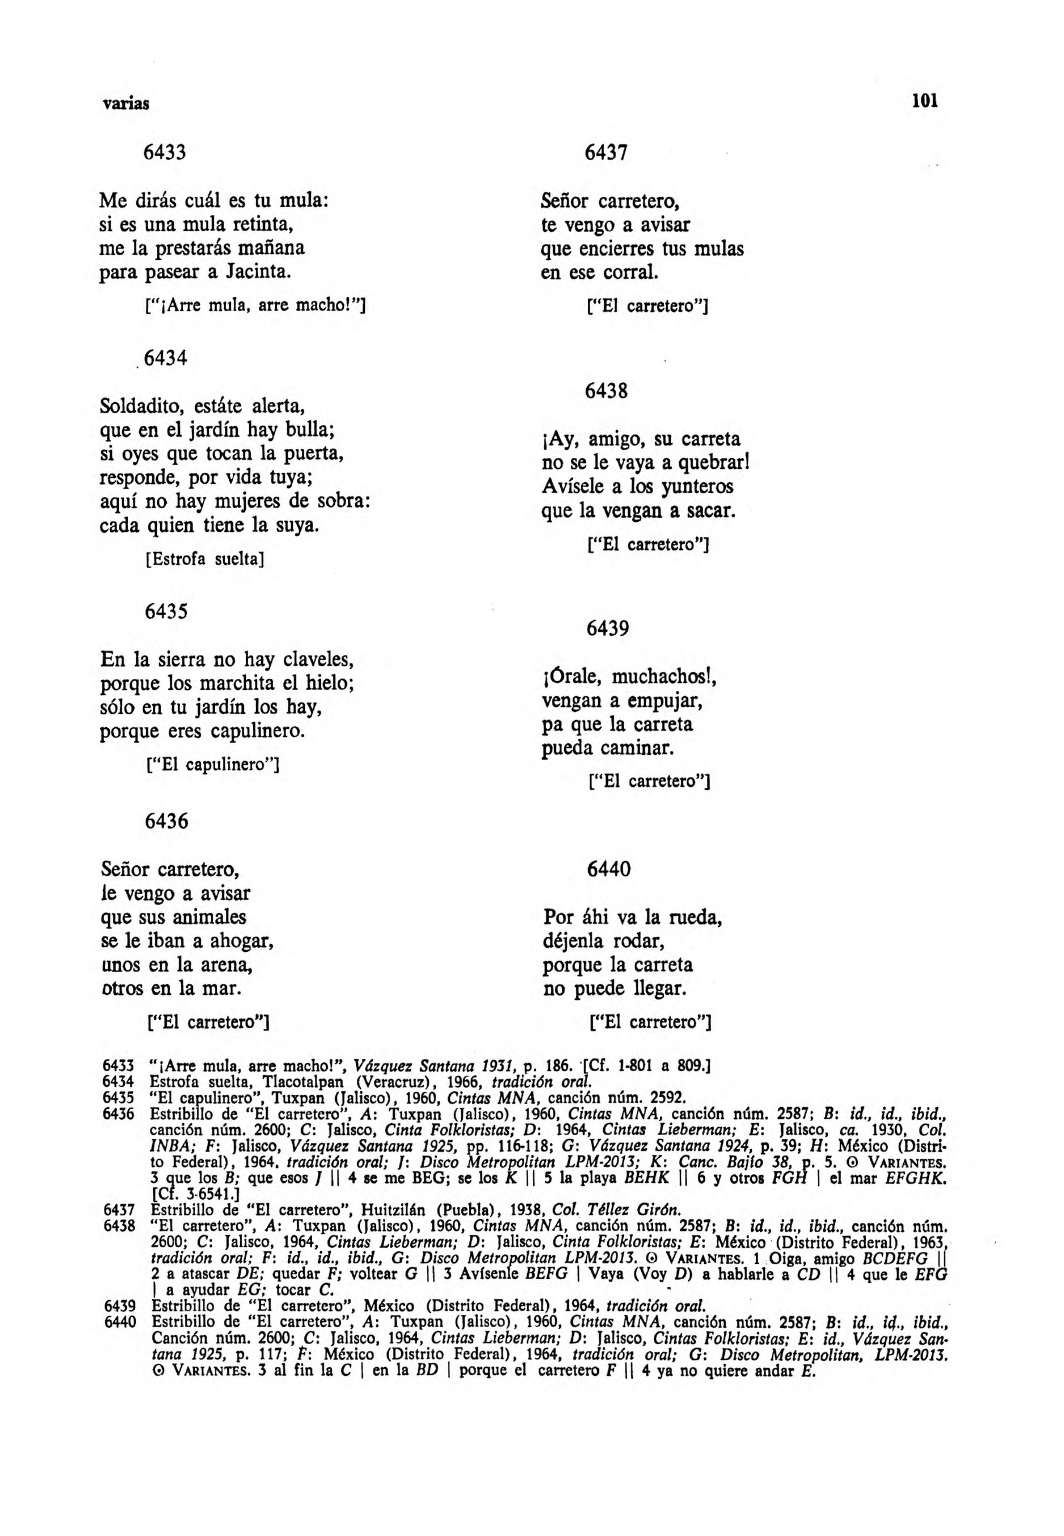 varias
101
6433
Me dirás cuál es tu mula:
si es una mula retinta,
me la prestarás mañana
para pasear a Jacinta.
["¡Arre mula, arre macho!"]
6434
Soldadito, estáte alerta,
que en el jardín hay bulla;
si oyes que tocan la puerta,
responde, por vida tuya;
aquí no hay mujeres de sobra:
cada quien tiene la suya.
[Estrofa suelta]
6435
En la sierra no hay claveles,
porque los marchita el hielo;
sólo en tu jardín los hay,
porque eres capulinero.
["El capulinero"]
6436
Señor carretero,
le vengo a avisar
que sus animales
se le iban a ahogar,
unos en la arena,
otros en la mar.
["El carretero"]
6437
Señor carretero,
te vengo a avisar
que encierres tus mulas
en ese corral.
["El carretero"]
6438
¡Ay, amigo, su carreta
no se le vaya a quebrar!
Avísele a los yunteros
que la vengan a sacar.
["El carretero"]
6439
¡Órale, muchachos!,
vengan a empujar,
pa que la carreta
pueda caminar.
["El carretero"]
6440
Por áhi va la rueda,
déjenla rodar,
porque la carreta
no puede llegar.
["El carretero"]
6433 "¡Arre mula, arre macho!", Vázquez Santana 1931, p. 186. [Cf. 1-801 a 809.]
6434 Estrofa suelta, Tlacotalpan (Veracruz), 1966, tradición oral.
6435 "El capulinero", Tuxpan (Jalisco), 1960, Cintas MNA, canción núm. 2592.
6436 Estribillo de "El carretero", A: Tuxpan (Jalisco), 1960, Cintas MNA, canción núm. 2587; B: id., id., ibid.,
canción núm. 2600; C: Jalisco, Cinta Folkloristas; D: 1964, Cintas Lieberman; E: Jalisco, ca. 1930, Col.
INBA; F: Jalisco, Vázquez Santana 1925, pp. 116-118; G: Vázquez Santana 1924, p. 39; H: México (Distri-
to Federal), 1964, tradición oral; J: Disco Metropolitan LPM-2013; K: Canc. Bajío 38, p. 5. ⊙ VARIANTES.
3 que los B; que esos J || 4 se me BEG; se los K || 5 la playa BEHK || 6 y otros FGH | el mar EFGHK.
[Cf. 3-6541.]
6437 Estribillo de "El carretero", Huitzilán (Puebla), 1938, Col. Téllez Girón.
6438 "El carretero", A: Tuxpan (Jalisco), 1960, Cintas MNA, canción núm. 2587; B: id., id., ibid., canción núm.
2600; C: Jalisco, 1964, Cintas Lieberman; D: Jalisco, Cinta Folkloristas; E: México (Distrito Federal), 1963,
tradición oral; F: id., id., ibid., G: Disco Metropolitan LPM-2013. ⊙ VARIANTES. 1 Oiga, amigo BCDEFG ||
2 a atascar DE; quedar F; voltear G || 3 Avísenle BEFG | Vaya (Voy D) a hablarle a CD || 4 que le EFG
| a ayudar EG; tocar C.
6439 Estribillo de "El carretero", México (Distrito Federal), 1964, tradición oral.
6440 Estribillo de "El carretero", A: Tuxpan (Jalisco), 1960, Cintas MNA, canción núm. 2587; B: id., id., ibid.,
Canción núm. 2600; C: Jalisco, 1964, Cintas Lieberman; D: Jalisco, Cintas Folkloristas; E: id., Vázquez San-
tana 1925, p. 117; F: México (Distrito Federal), 1964, tradición oral; G: Disco Metropolitan, LPM-2013.
⊙ VARIANTES. 3 al fin la C | en la BD | porque el carretero F || 4 ya no quiere andar E.